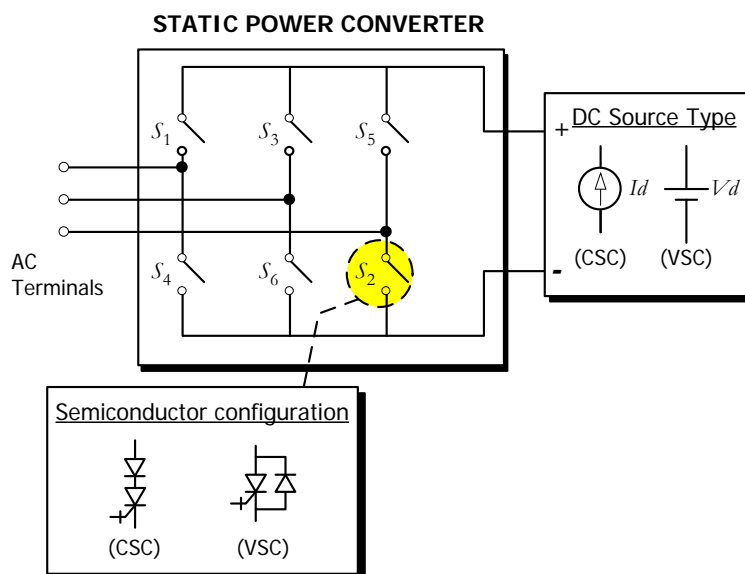 STATIC POWER CONVERTER
S1
S3
S5
S4
S6
S2
AC
Terminals
+
-
DC Source Type
Id
Vd
(CSC)
(VSC)
Semiconductor configuration
(CSC)
(VSC)